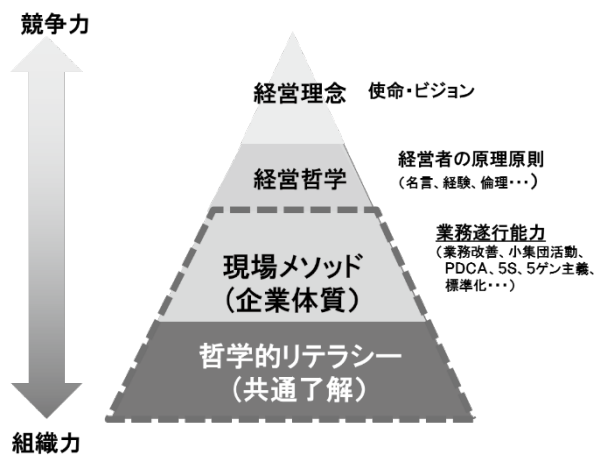 競争力
経営理念
使命・ビジョン
経営哲学
経営者の原理原則
（名言、経験、倫理・・・）
業務遂行能力
（業務改善、小集団活動、
PDCA、5S、5ゲン主義、
標準化・・・）
現場メソッド
（企業体質）
哲学的リテラシー
（共通了解）
組織力